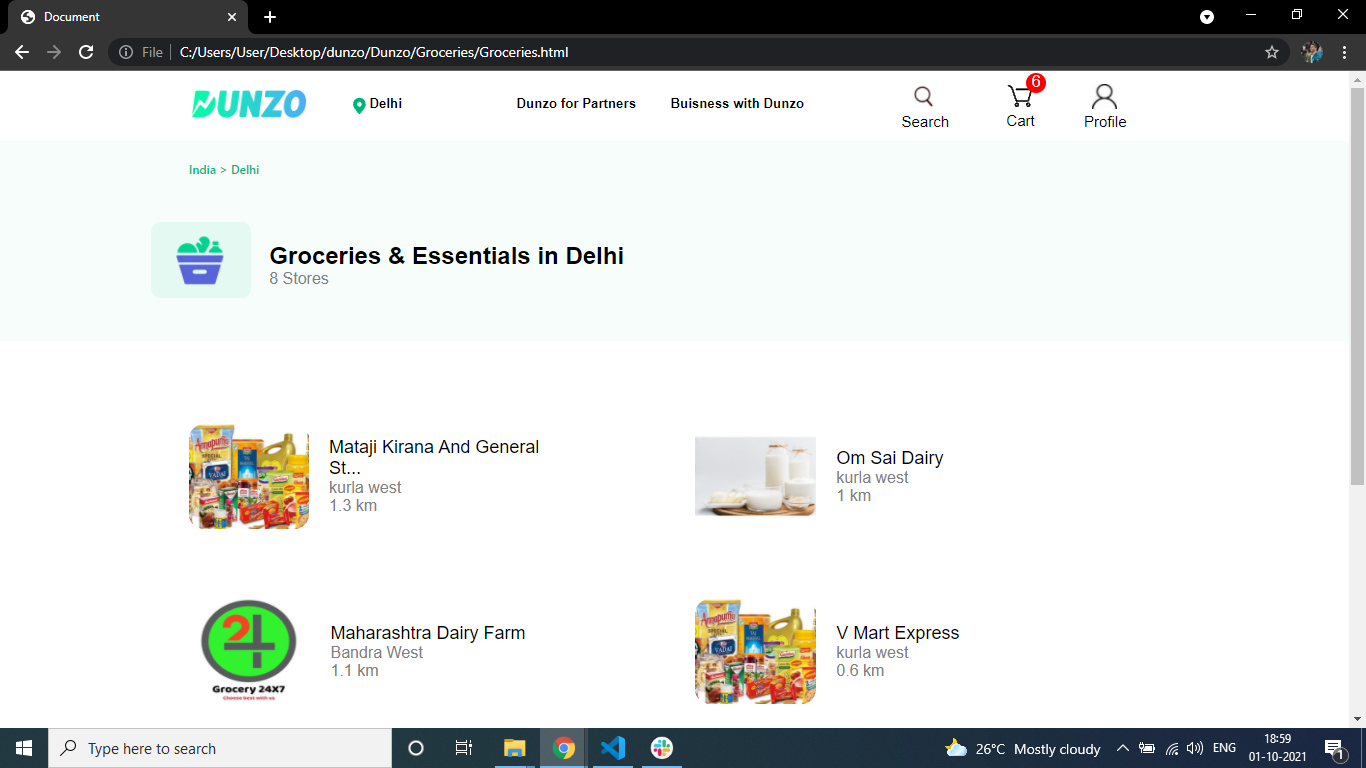 Document
File
C:/Users/User/Desktop/dunzo/Dunzo/Groceries/Groceries.html
DUNZO
Delhi
Dunzo for Partners
Buisness with Dunzo
Search
6
Cart
Profile
India > Delhi
Groceries & Essentials in Delhi
8 Stores
Mataji Kirana And General
St...
kurla west
1.3 km
Om Sai Dairy
kurla west
1 km
24
Grocery 24X7
Choose best with us
Maharashtra Dairy Farm
Bandra West
1.1 km
V Mart Express
kurla west
0.6 km
Type here to search
26°C Mostly cloudy
ENG
18:59
01-10-2021
1